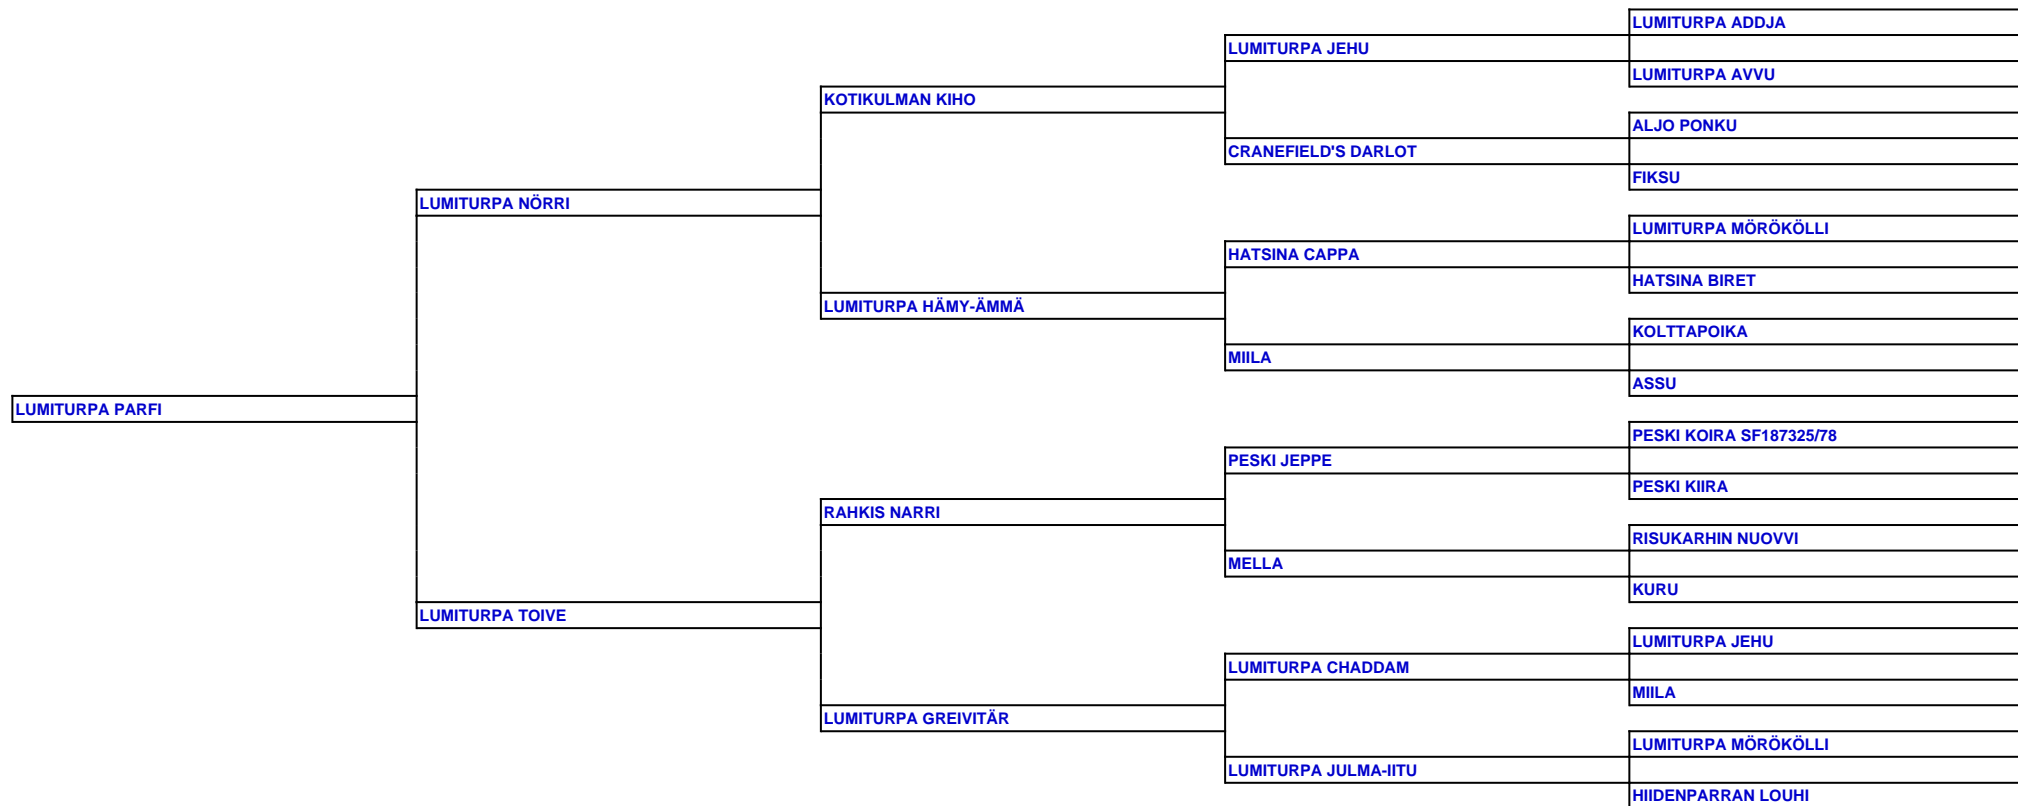 LUMITURPA ADDJA
LUMITURPA JEHU
LUMITURPA AVVU
KOTIKULMAN KIHO
ALJO PONKU
CRANEFIELD'S DARLOT
FIKSU
LUMITURPA NÖRRI
LUMITURPA MÖRÖKÖLLI
HATSINA CAPPA
HATSINA BIRET
LUMITURPA HÄMY-ÄMMÄ
KOLTTAPOIKA
MIILA
ASSU
LUMITURPA PARFI
PESKI KOIRA SF187325/78
PESKI JEPPE
PESKI KIIRA
RAHKIS NARRI
RISUKARHIN NUOVVI
MELLA
KURU
LUMITURPA TOIVE
LUMITURPA JEHU
LUMITURPA CHADDAM
MIILA
LUMITURPA GREIVITÄR
LUMITURPA MÖRÖKÖLLI
LUMITURPA JULMA-IITU
HIIDENPARRAN LOUHI